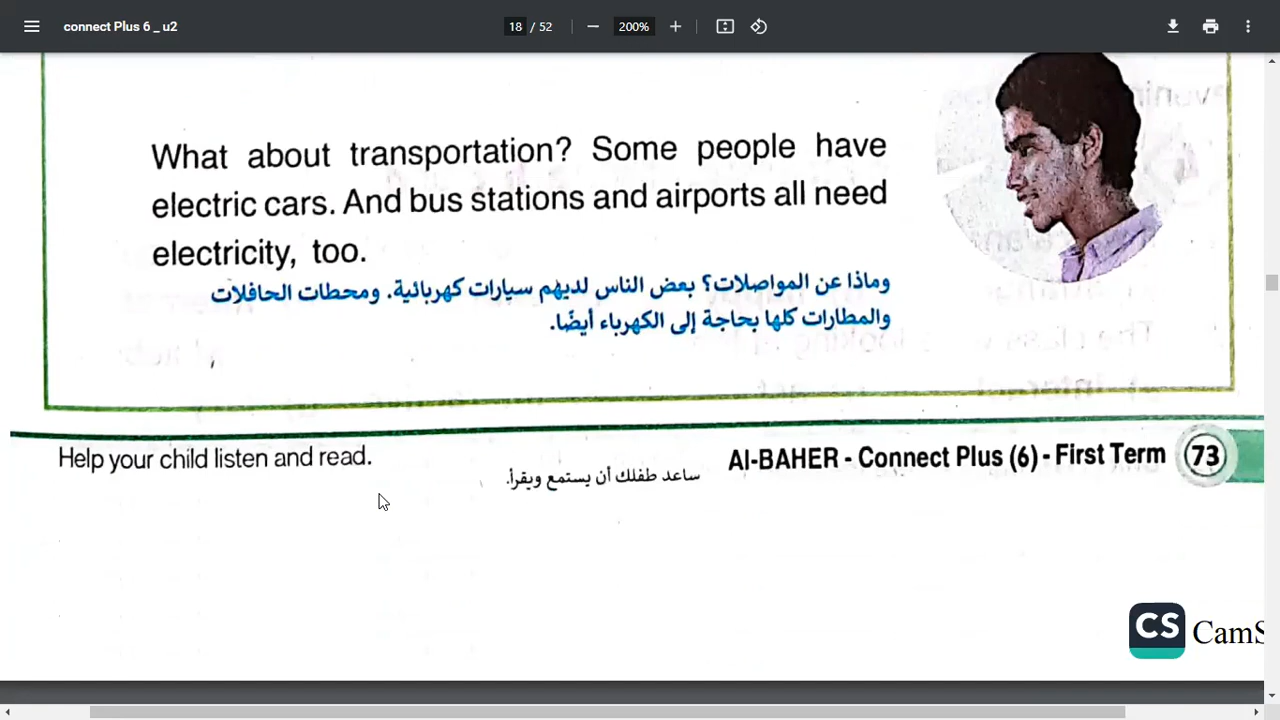 connect Plus 6 _ u2
18 / 52
200%
What about transportation? Some people have
electric cars. And bus stations and airports all need
electricity, too.
وماذا عن المواصلات؟ بعض الناس لديهم سيارات كهربائية. ومحطات الحافلات
والمطارات كلها بحاجة إلى الكهرباء أيضًا.
Help your child listen and read.
ساعد طفلك أن يستمع ويقرأ.
Al-BAHER - Connect Plus (6) - First Term 73
CS CamS